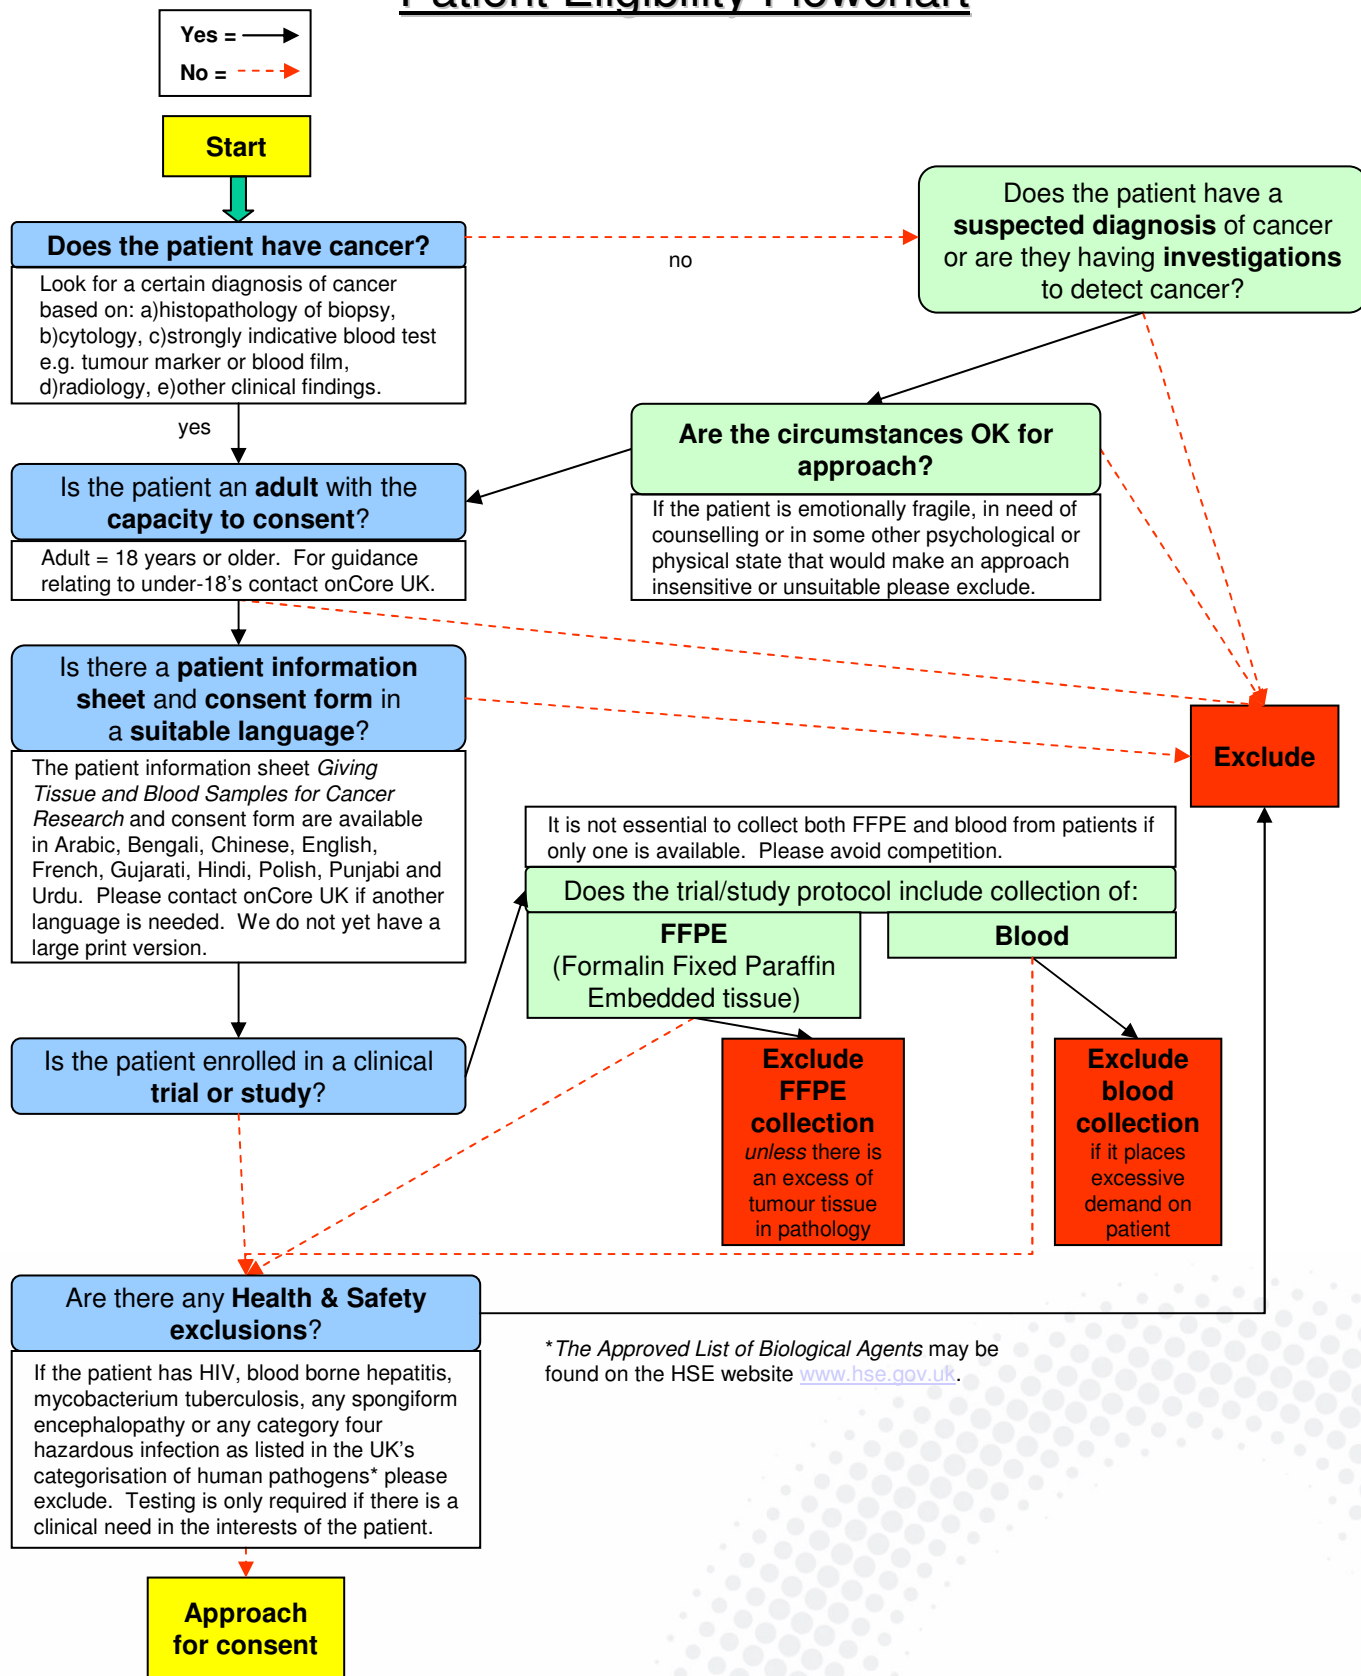 Patient Eligibility Flowchart
Yes =
No =
Start
Does the patient have cancer?
Look for a certain diagnosis of cancer
based on: a)histopathology of biopsy,
b)cytology, c)strongly indicative blood test
e.g. tumour marker or blood film,
d)radiology, e)other clinical findings.
no
Does the patient have a
suspected diagnosis of cancer
or are they having investigations
to detect cancer?
yes
Are the circumstances OK for
approach?
If the patient is emotionally fragile, in need of
counselling or in some other psychological or
physical state that would make an approach
insensitive or unsuitable please exclude.
Is the patient an adult with the
capacity to consent?
Adult = 18 years or older.  For guidance
relating to under-18's contact onCore UK.
Is there a patient information
sheet and consent form in
a suitable language?
The patient information sheet Giving
Tissue and Blood Samples for Cancer
Research and consent form are available
in Arabic, Bengali, Chinese, English,
French, Gujarati, Hindi, Polish, Punjabi and
Urdu.  Please contact onCore UK if another
language is needed.  We do not yet have a
large print version.
Exclude
It is not essential to collect both FFPE and blood from patients if
only one is available.  Please avoid competition.
Does the trial/study protocol include collection of:
FFPE
(Formalin Fixed Paraffin
Embedded tissue)
Blood
Is the patient enrolled in a clinical
trial or study?
Exclude
FFPE
collection
unless there is
an excess of
tumour tissue
in pathology
Exclude
blood
collection
if it places
excessive
demand on
patient
Are there any Health & Safety
exclusions?
If the patient has HIV, blood borne hepatitis,
mycobacterium tuberculosis, any spongiform
encephalopathy or any category four
hazardous infection as listed in the UK's
categorisation of human pathogens* please
exclude.  Testing is only required if there is a
clinical need in the interests of the patient.
*The Approved List of Biological Agents may be
found on the HSE website www.hse.gov.uk.
Approach
for consent